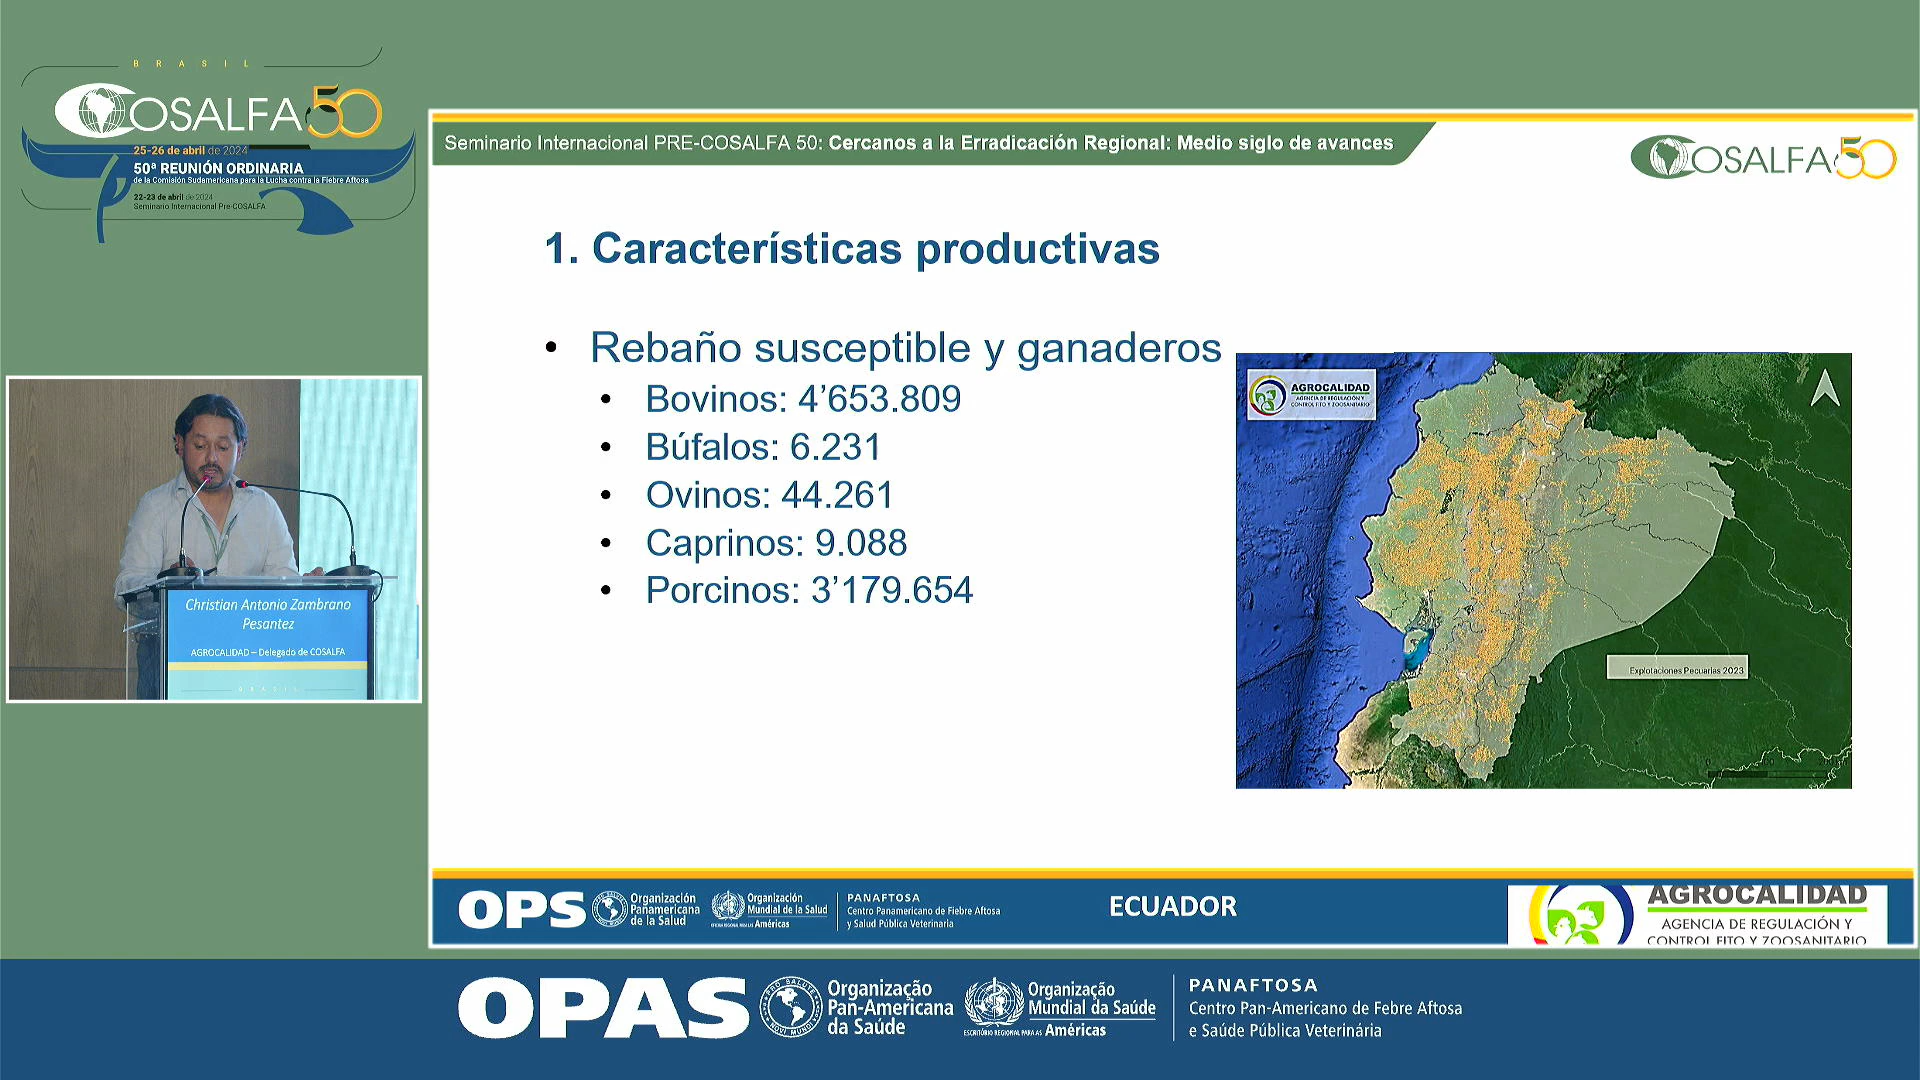 BRASIL
COSALFA 50
25-26 de abril de 2024
50ª REUNIÓN ORDINARIA
de la Comisión Sudamericana para la Lucha contra la Fiebre Aftosa
22-23 de abril de 2024
Seminario Internacional Pre-COSALFA
Seminario Internacional PRE-COSALFA 50: Cercanos a la Erradicación Regional: Medio siglo de avances
COSALFA 50
1. Características productivas
• Rebaño susceptible y ganaderos
• Bovinos: 4’653.809
• Búfalos: 6.231
• Ovinos: 44.261
• Caprinos: 9.088
• Porcinos: 3’179.654
AGROCALIDAD
AGENCIA DE REGULACIÓN Y
CONTROL FITO Y ZOOSANITARIO
Explotaciones Pecuarias 2023
Christian Antonio Zambrano
Pesantez
AGROCALIDAD – Delegado de COSALFA
BRASIL
OPS
Organización
Panamericana
de la Salud
Organización
Mundial de la Salud
Américas
PANAFTOSA
Centro Panamericano de Fiebre Aftosa
y Salud Pública Veterinaria
ECUADOR
AGROCALIDAD
AGENCIA DE REGULACIÓN Y
CONTROL FITO Y ZOOSANITARIO
OPAS
Organização
Pan-Americana
da Saúde
Organização
Mundial da Saúde
ESCRITÓRIO REGIONAL PARA AS Américas
PANAFTOSA
Centro Pan-Americano de Febre Aftosa
e Saúde Pública Veterinária